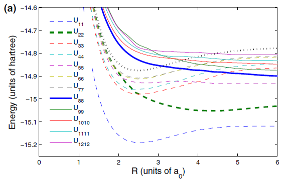 (a)
-14.6
-14.7
-14.8
-14.9
-15
-15.1
-15.2
Energy (units of hartree)
U11
U22
U33
U44
U55
U66
U77
U88
U99
U1010
U1111
U1212
0 1 2 3 4 5 6
R (units of a0)